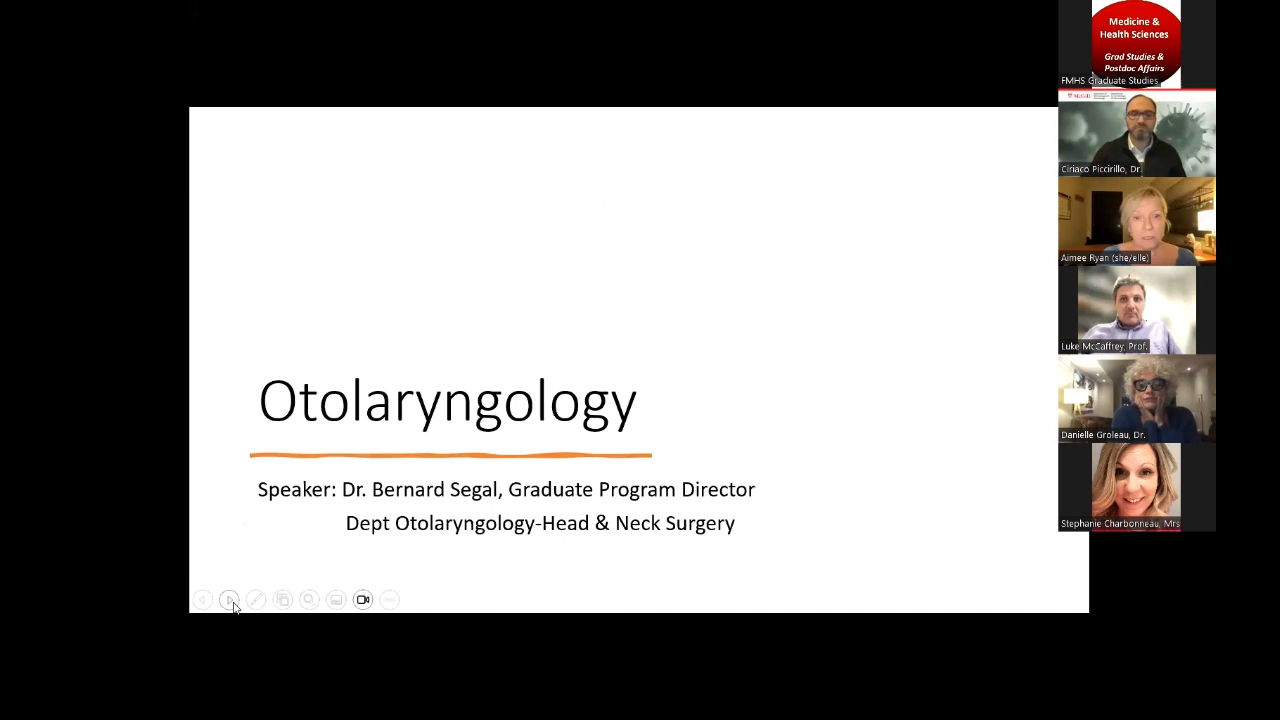 Medicine &
Health Sciences
Grad Studies &
Postdoc Affairs
FMHS Graduate Studies
McGill
Ciriaco Piccirillo, Dr.
Aimee Ryan (she/elle)
Luke McCaffrey, Prof.
Danielle Groleau, Dr.
Stephanie Charbonneau, Mrs
Otolaryngology
Speaker: Dr. Bernard Segal, Graduate Program Director
Dept Otolaryngology-Head & Neck Surgery